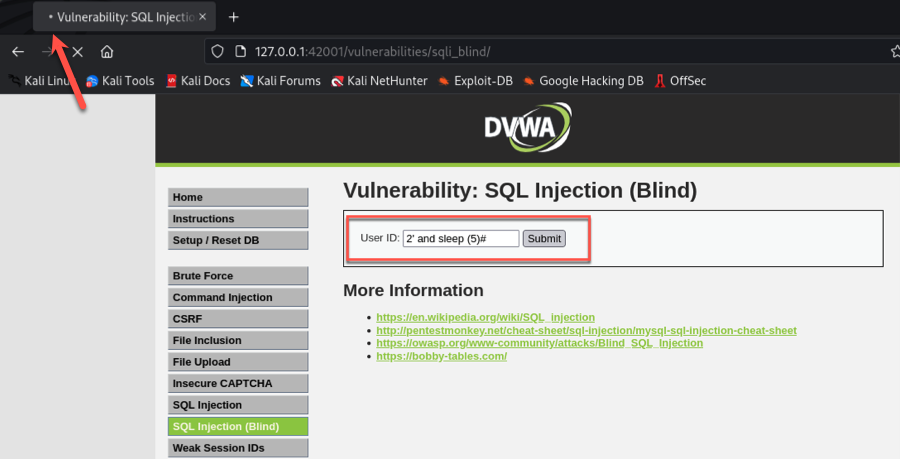 Vulnerability: SQL Injectio
127.0.0.1:42001/vulnerabilities/sqli_blind/
Kali Linu Kali Tools Kali Docs Kali Forums Kali NetHunter Exploit-DB Google Hacking DB OffSec
DVWA
Home
Instructions
Setup / Reset DB
Brute Force
Command Injection
CSRF
File Inclusion
File Upload
Insecure CAPTCHA
SQL Injection
SQL Injection (Blind)
Weak Session IDs
Vulnerability: SQL Injection (Blind)
User ID: 2' and sleep (5)# Submit
More Information
https://en.wikipedia.org/wiki/SQL_injection
http://pentestmonkey.net/cheat-sheet/sql-injection/mysql-sql-injection-cheat-sheet
https://owasp.org/www-community/attacks/Blind_SQL_Injection
https://bobby-tables.com/